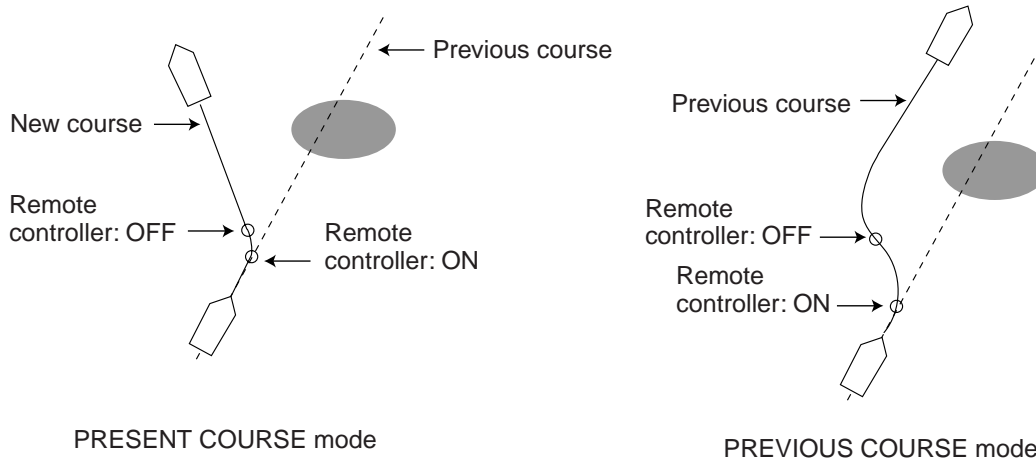 Previous course
New course
Remote
controller: OFF
Remote
controller: ON
PRESENT COURSE mode
Previous course
Remote
controller: OFF
Remote
controller: ON
PREVIOUS COURSE mode